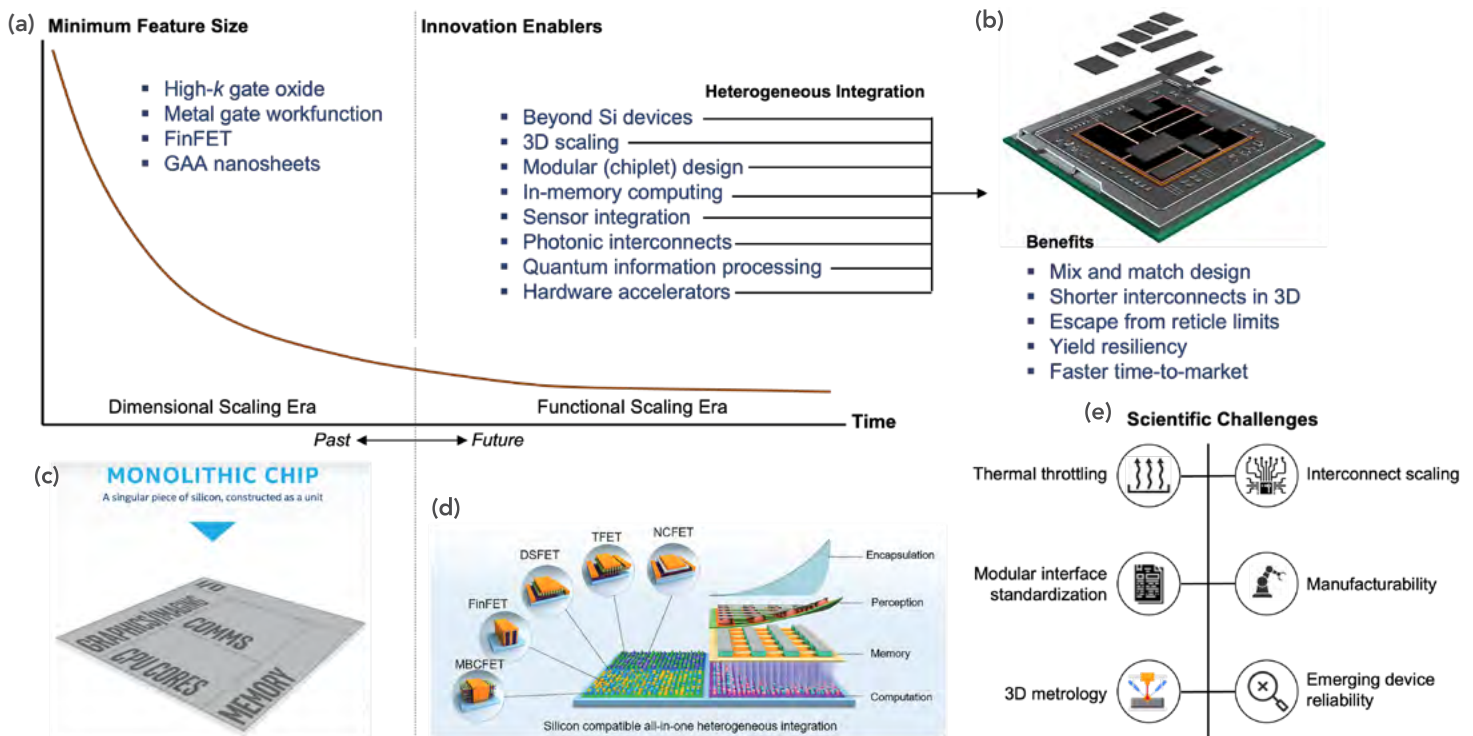 (a)
Minimum Feature Size
High-k gate oxide
Metal gate workfunction
FinFET
GAA nanosheets
Innovation Enablers
Heterogeneous Integration
Beyond Si devices
3D scaling
Modular (chiplet) design
In-memory computing
Sensor integration
Photonic interconnects
Quantum information processing
Hardware accelerators
Dimensional Scaling Era
Functional Scaling Era
Time
Past
Future
(b)
Benefits
Mix and match design
Shorter interconnects in 3D
Escape from reticle limits
Yield resiliency
Faster time-to-market
(c)
MONOLITHIC CHIP
A singular piece of silicon, constructed as a unit
I/O
GRAPHICS/IMAGING
COMMS
CPU CORES
MEMORY
(d)
NCFET
TFET
DSFET
FinFET
MBCFET
Encapsulation
Perception
Memory
Computation
Silicon compatible all-in-one heterogeneous integration
(e)
Scientific Challenges
Thermal throttling
Interconnect scaling
Modular interface
standardization
Manufacturability
3D metrology
Emerging device
reliability